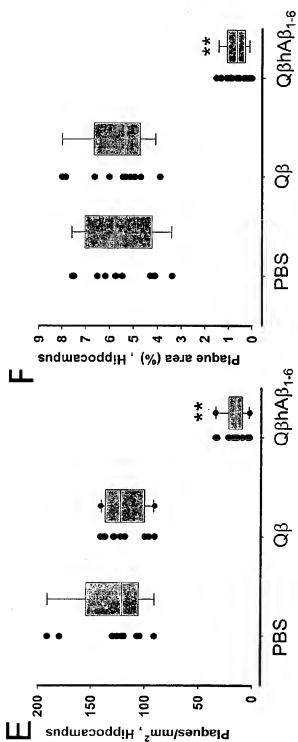 E
Plaques/mm², Hippocampus
200
150
100
50
0
**
PBS
Qβ
QβhAβ1-6
F
Plaque area (%) , Hippocampus
9
8
7
6
5
4
3
2
1
0
**
PBS
Qβ
QβhAβ1-6